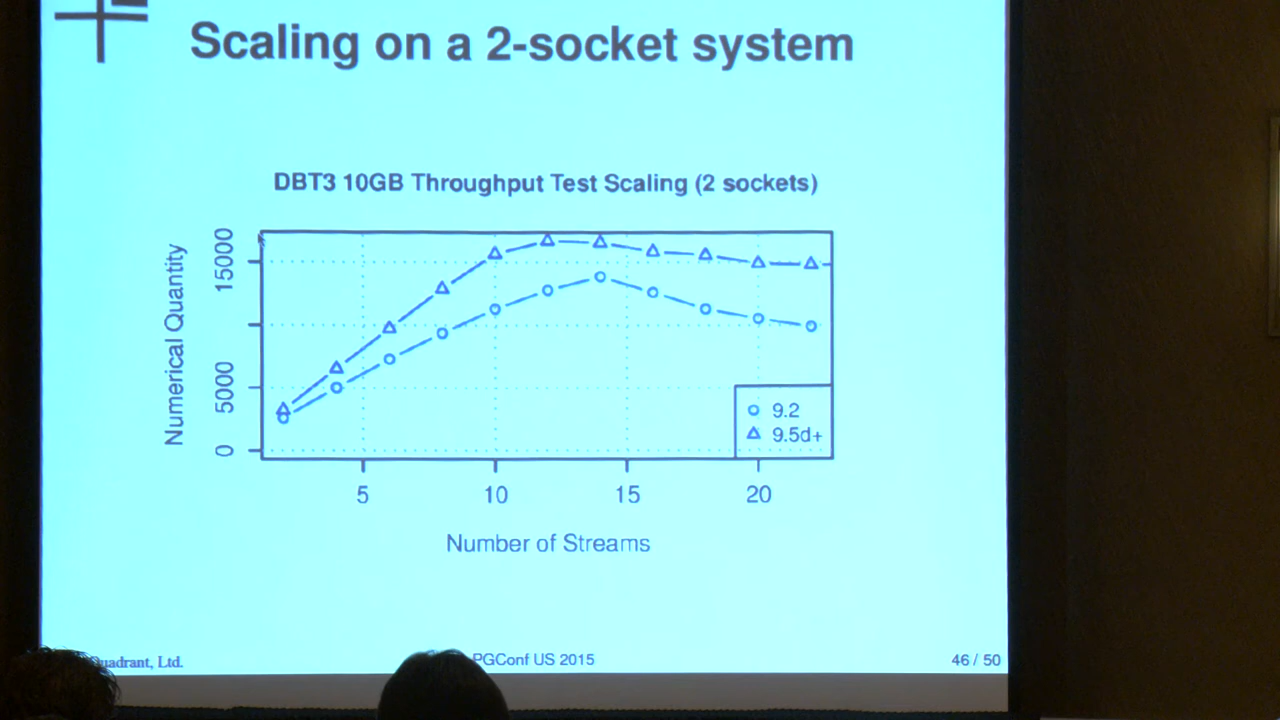 Scaling on a 2-socket system
DBT3 10GB Throughput Test Scaling (2 sockets)
Numerical Quantity
15000
5000
0
9.2
9.5d+
5 10 15 20
Number of Streams
Ltd.
PGConf US 2015
46 / 50